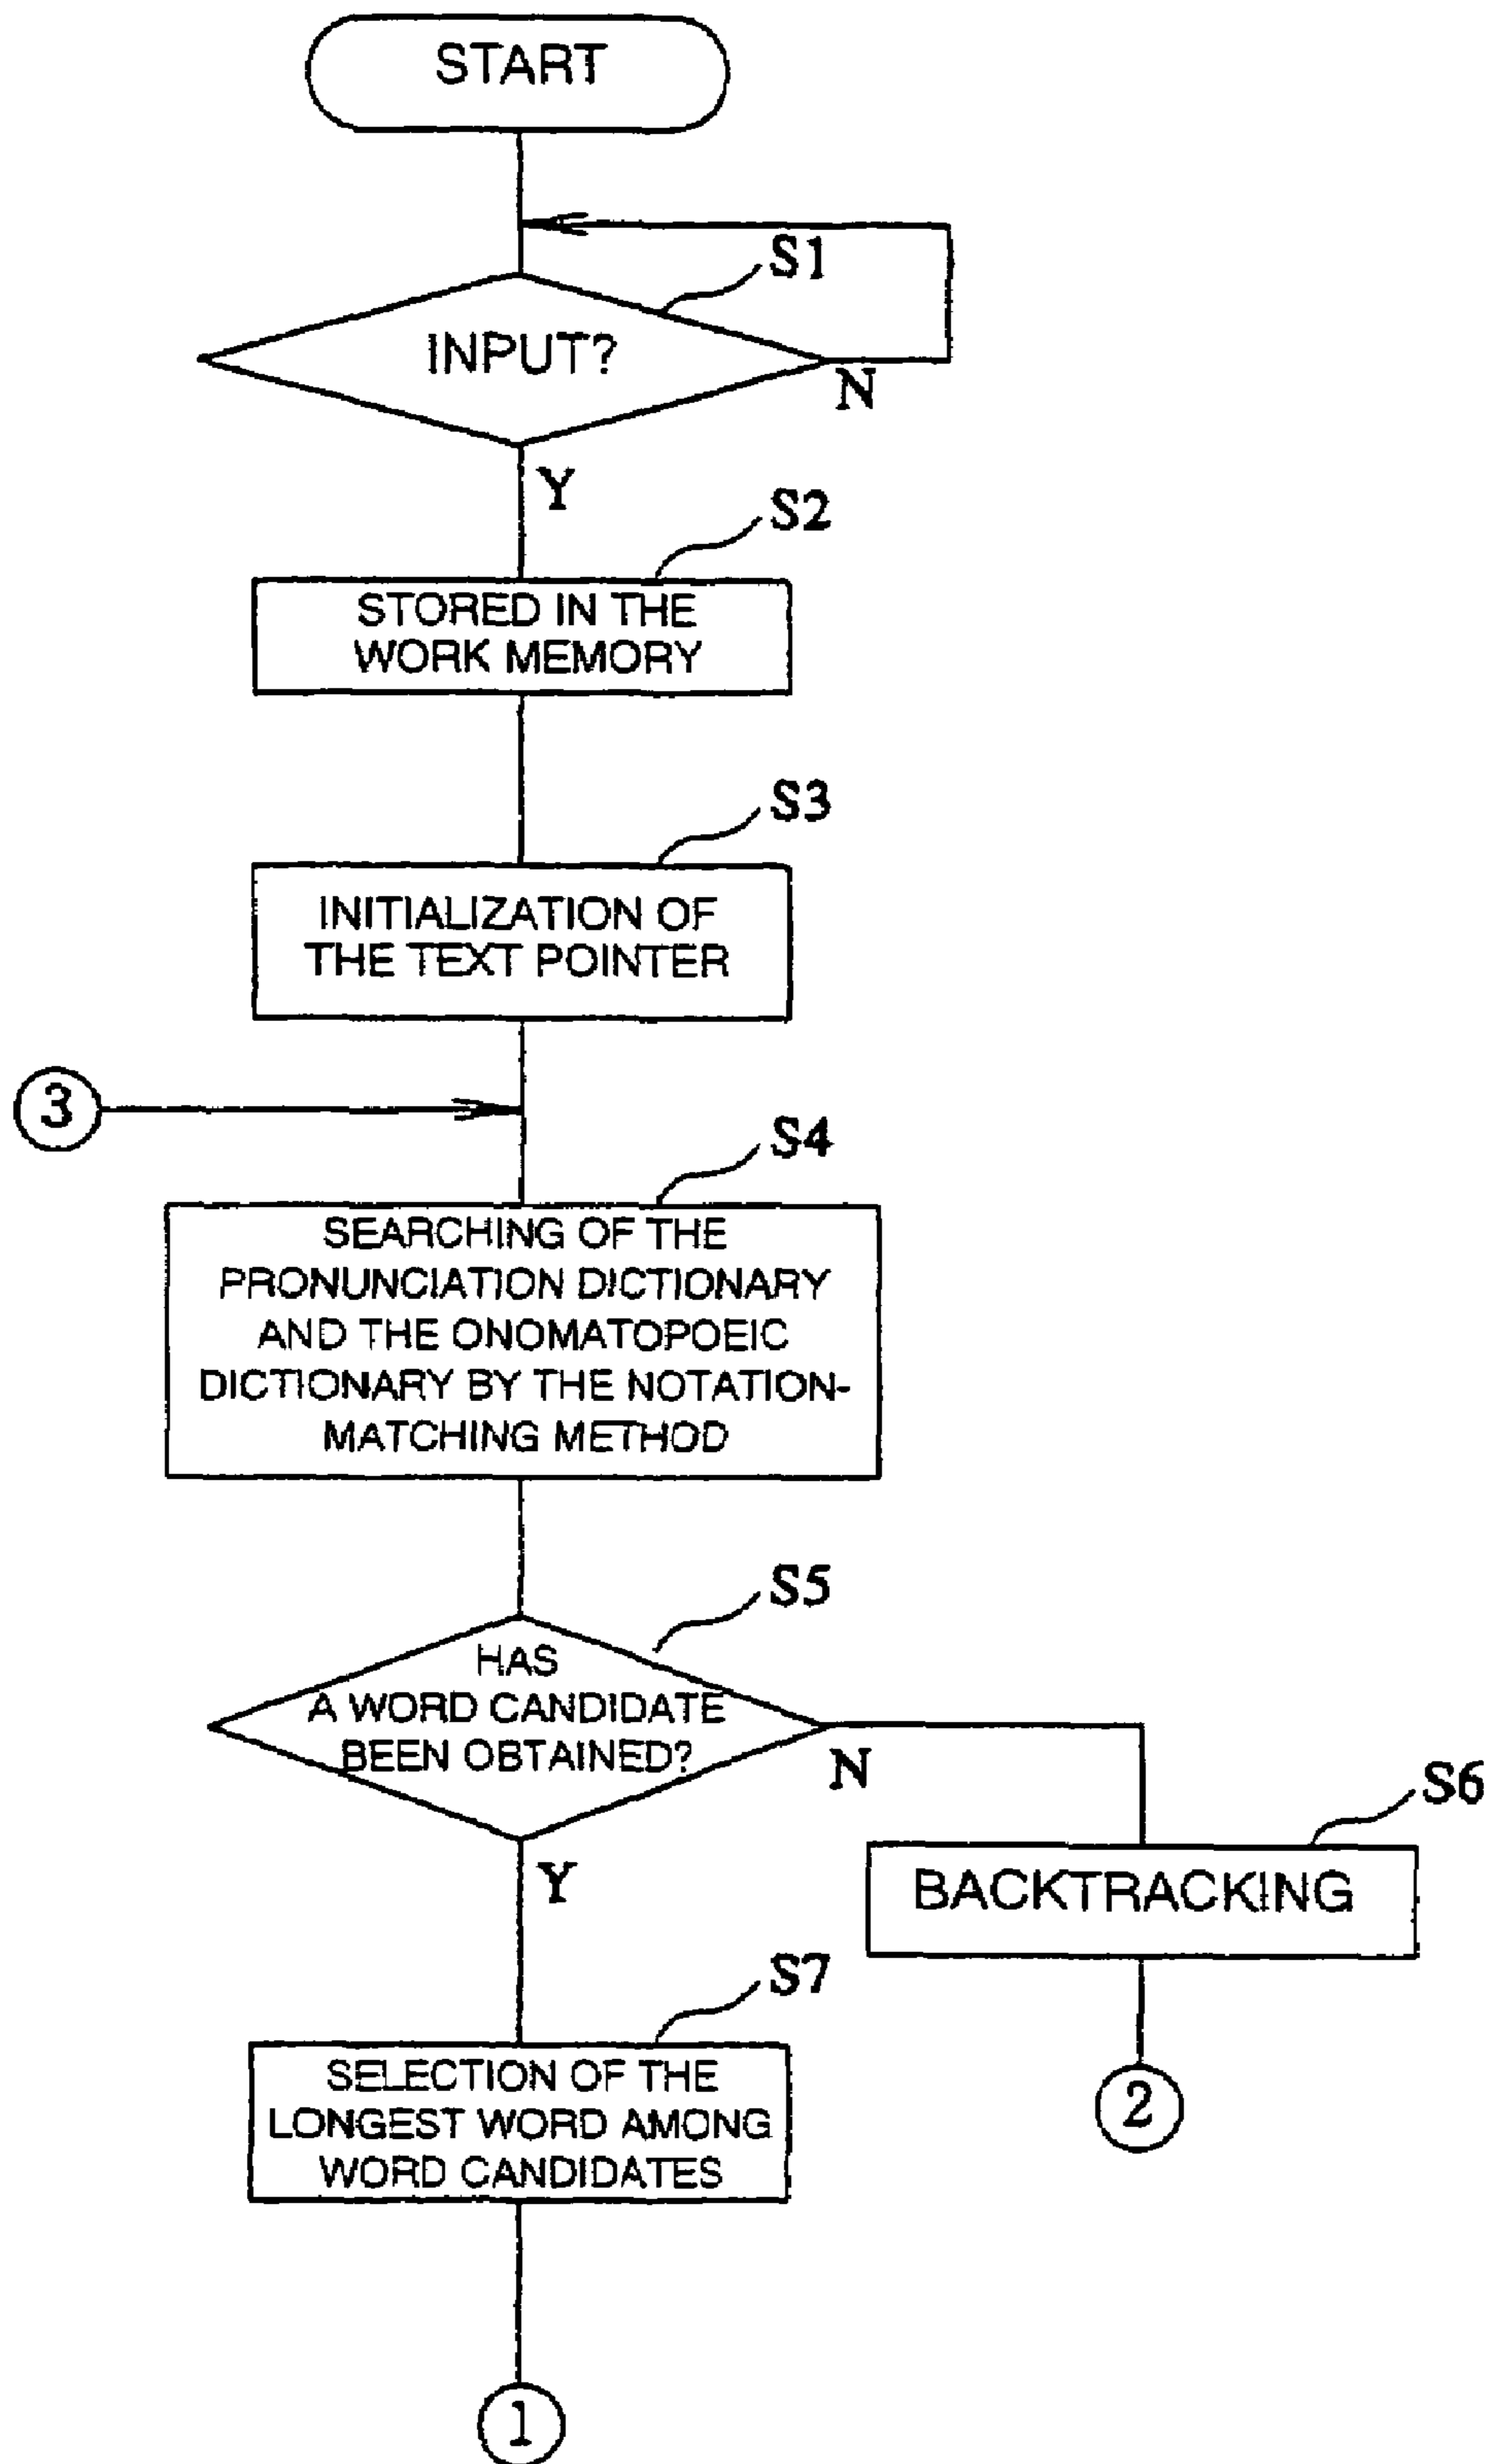 START
S1
INPUT?
N
Y
S2
STORED IN THE
WORK MEMORY
S3
INITIALIZATION OF
THE TEXT POINTER
3
S4
SEARCHING OF THE
PRONUNCIATION DICTIONARY
AND THE ONOMATOPOEIC
DICTIONARY BY THE NOTATION-
MATCHING METHOD
S5
HAS
A WORD CANDIDATE
BEEN OBTAINED?
N
S6
Y
BACKTRACKING
S7
SELECTION OF THE
LONGEST WORD AMONG
WORD CANDIDATES
2
1